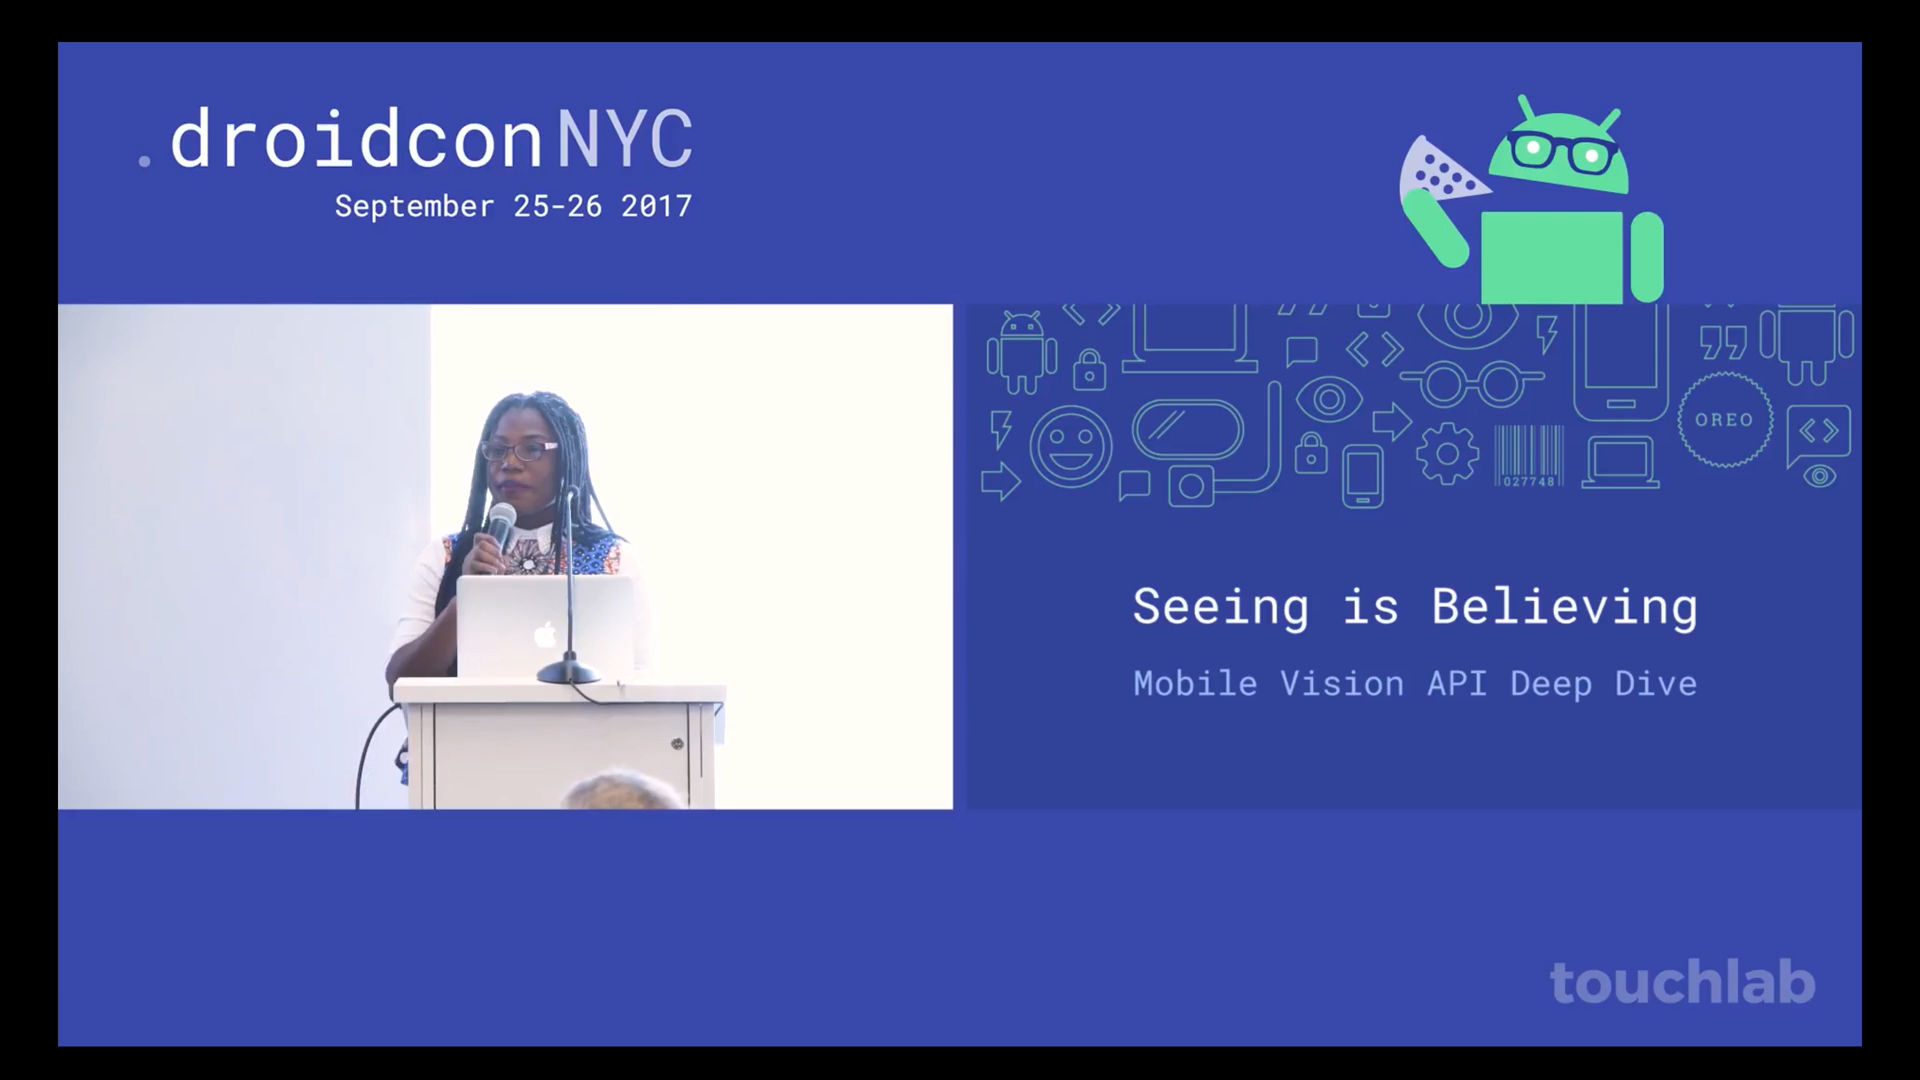 .droidconNYC
September 25-26 2017
OREO
027748
Seeing is Believing
Mobile Vision API Deep Dive
touchlab